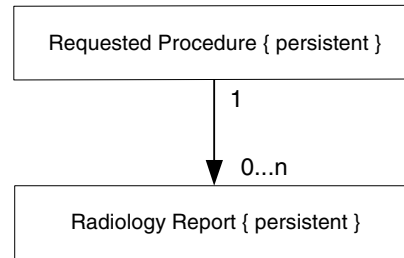 Requested Procedure { persistent }
1
0...n
Radiology Report { persistent }